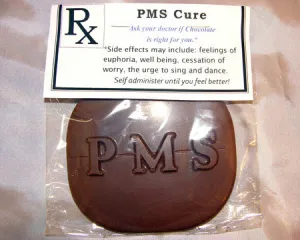 Rx
PMS Cure
Ask your doctor if Chocolate
is right for you."
"Side effects may include: feelings of
euphoria, well being, cessation of
worry, the urge to sing and dance.
Self administer until you feel better!
PMS